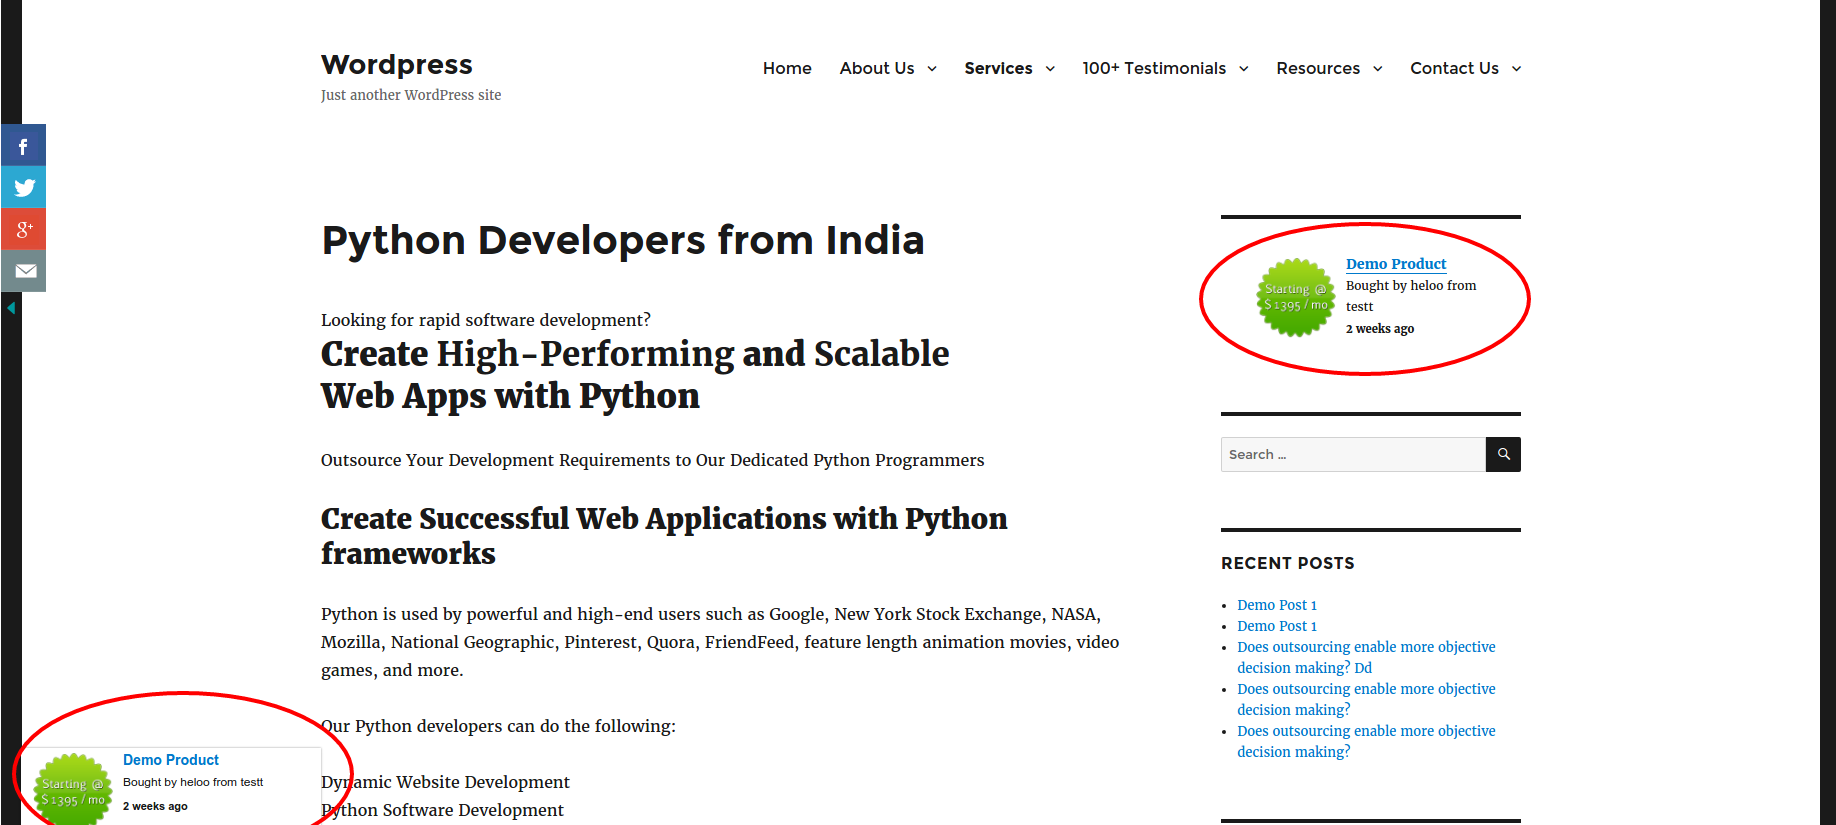 Wordpress
Just another WordPress site
Home About Us Services 100+ Testimonials Resources Contact Us
f
g+
Python Developers from India
Looking for rapid software development?
Create High-Performing and Scalable
Web Apps with Python
Outsource Your Development Requirements to Our Dedicated Python Programmers
Create Successful Web Applications with Python
frameworks
Python is used by powerful and high-end users such as Google, New York Stock Exchange, NASA,
Mozilla, National Geographic, Pinterest, Quora, FriendFeed, feature length animation movies, video
games, and more.
Our Python developers can do the following:
Dynamic Website Development
Python Software Development
Starting @
$ 1395 / mo
Demo Product
Bought by heloo from testt
2 weeks ago
Starting @
$ 1395 / mo
Demo Product
Bought by heloo from
testt
2 weeks ago
Search ...
RECENT POSTS
Demo Post 1
Demo Post 1
Does outsourcing enable more objective
decision making? Dd
Does outsourcing enable more objective
decision making?
Does outsourcing enable more objective
decision making?